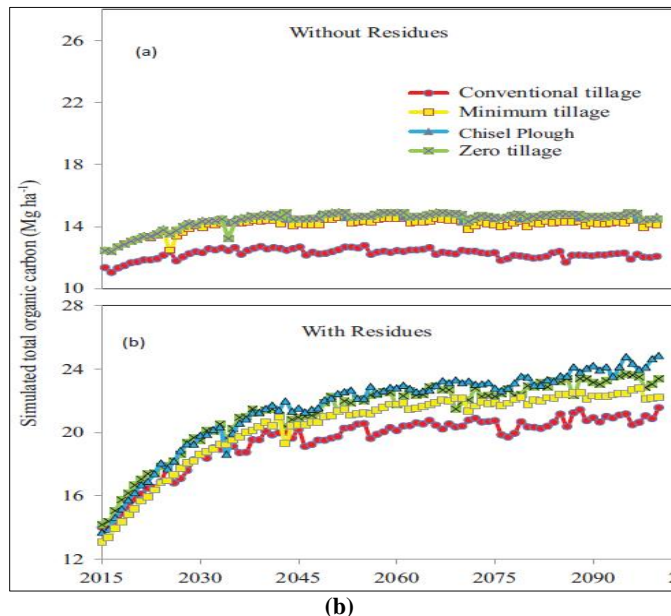 26
(a)
Without Residues
Conventional tillage
Minimum tillage
Chisel Plough
Zero tillage
22
18
14
10
Simulated total organic carbon (Mg ha⁻¹)
28
(b)
With Residues
24
20
16
12
2015 2030 2045 2060 2075 2090 2
(b)